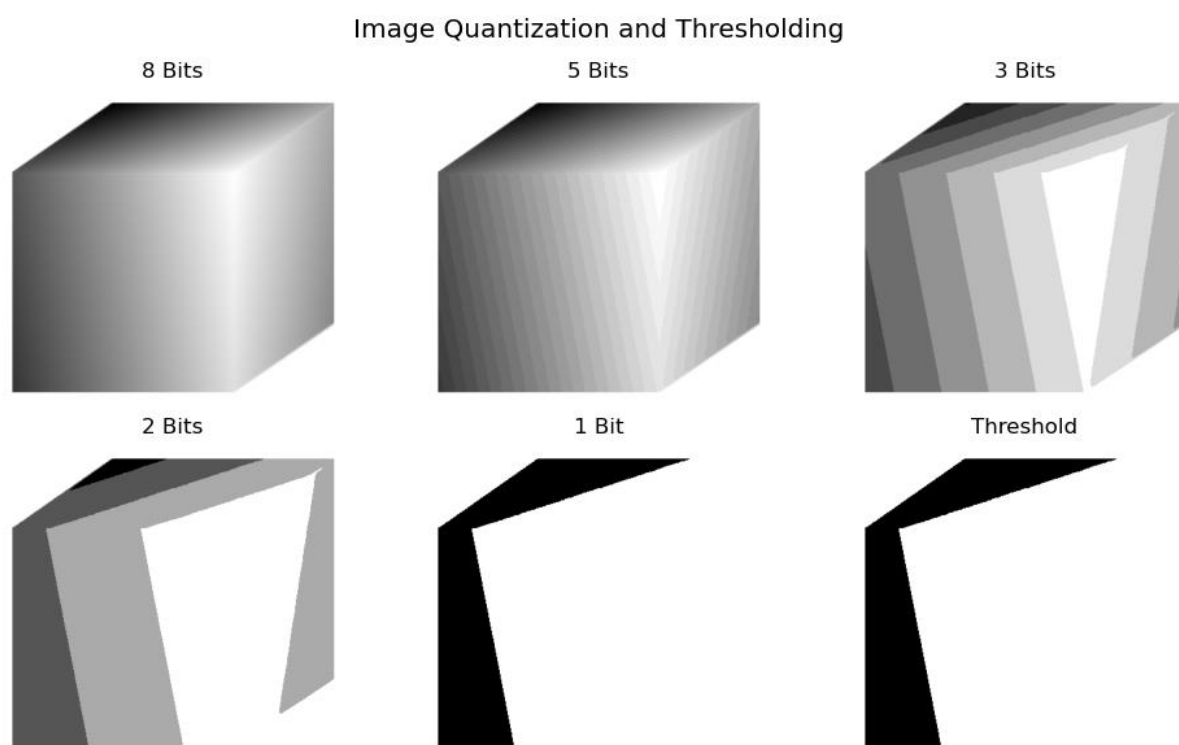 Image Quantization and Thresholding
8 Bits
5 Bits
3 Bits
2 Bits
1 Bit
Threshold